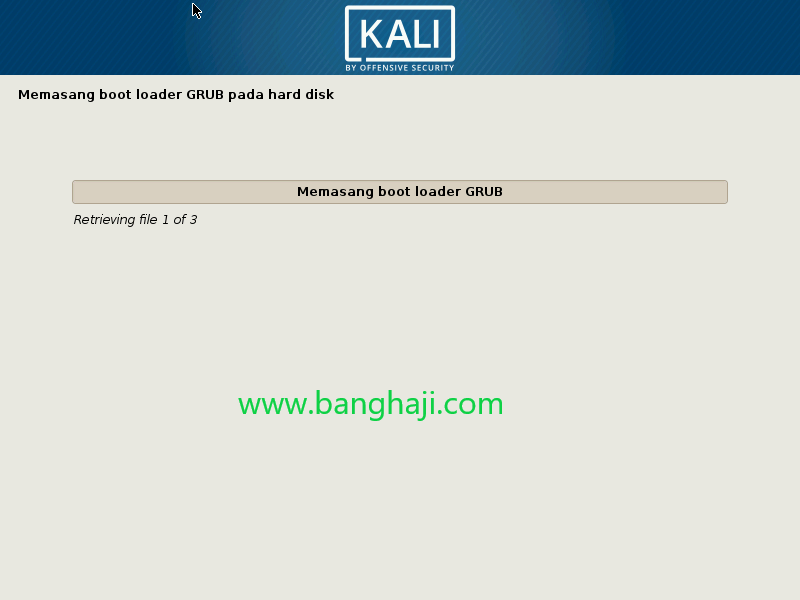 KALI
BY OFFENSIVE SECURITY
Memasang boot loader GRUB pada hard disk
Memasang boot loader GRUB
Retrieving file 1 of 3
www.banghaji.com